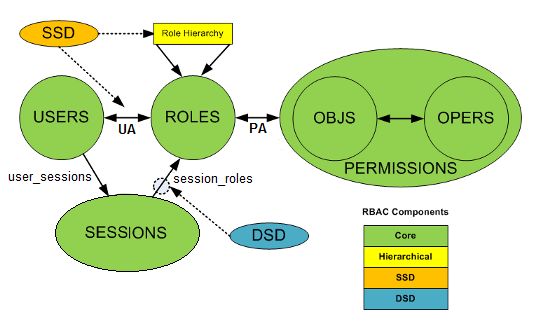 SSD
Role Hierarchy
USERS
UA
ROLES
PA
OBJS
OPERS
PERMISSIONS
user_sessions
session_roles
SESSIONS
DSD
RBAC Components
Core
Hierarchical
SSD
DSD